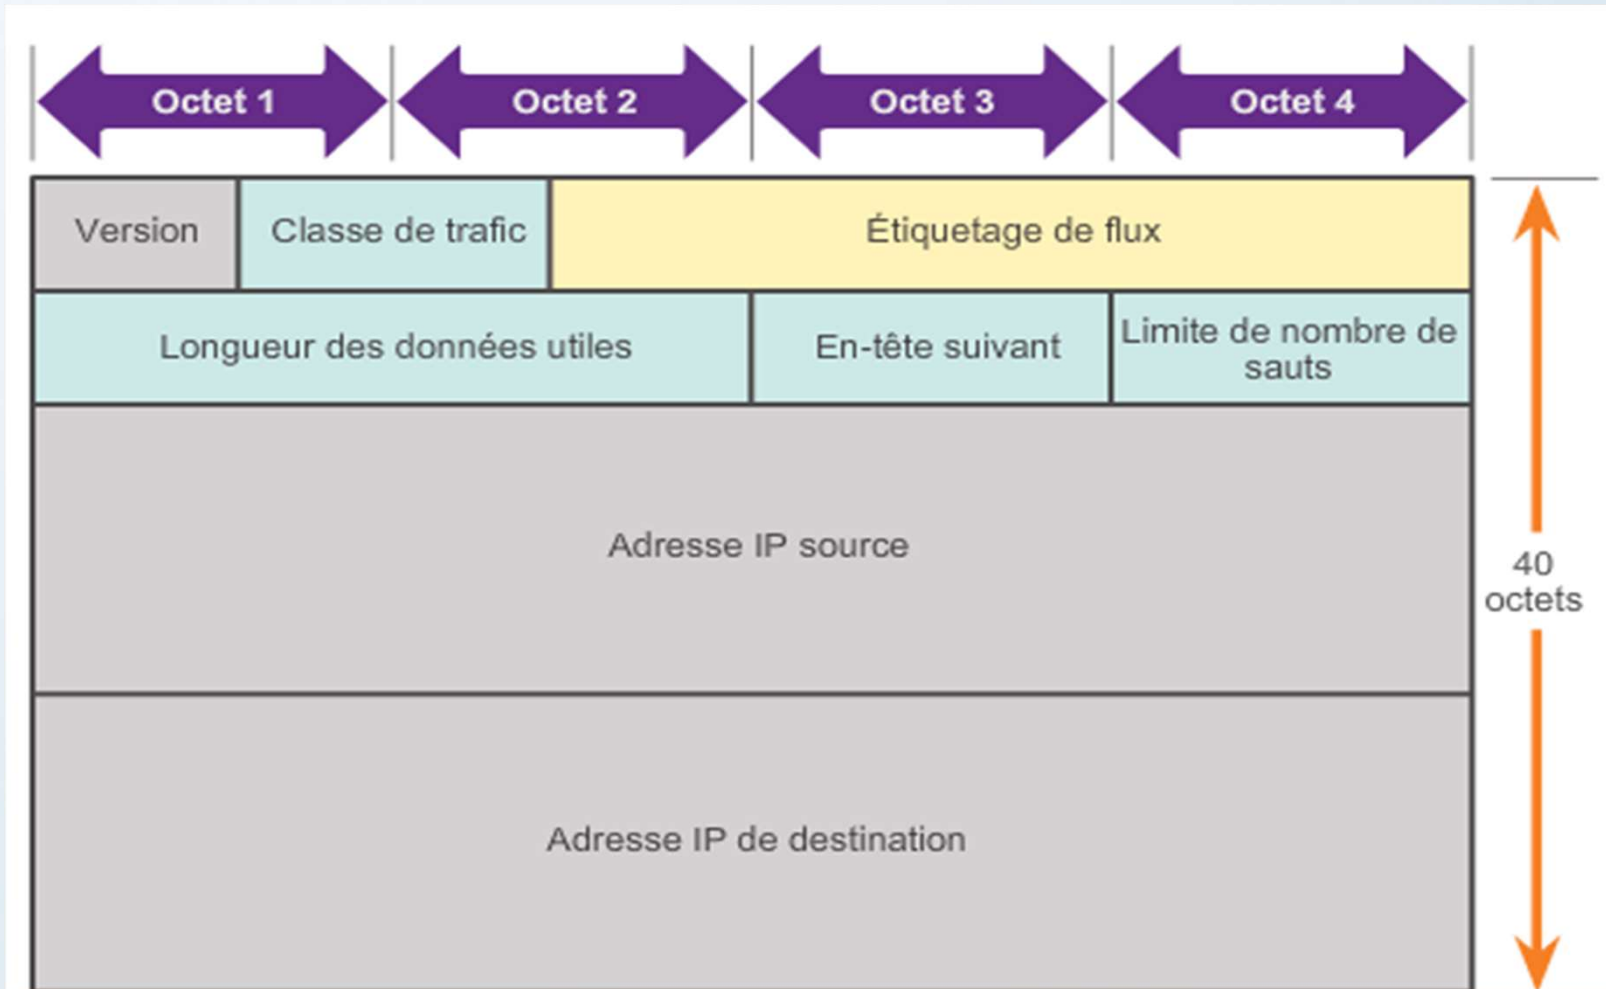 Octet 1
Octet 2
Octet 3
Octet 4
Version
Classe de trafic
Étiquetage de flux
Longueur des données utiles
En-tête suivant
Limite de nombre de
sauts
Adresse IP source
40
octets
Adresse IP de destination